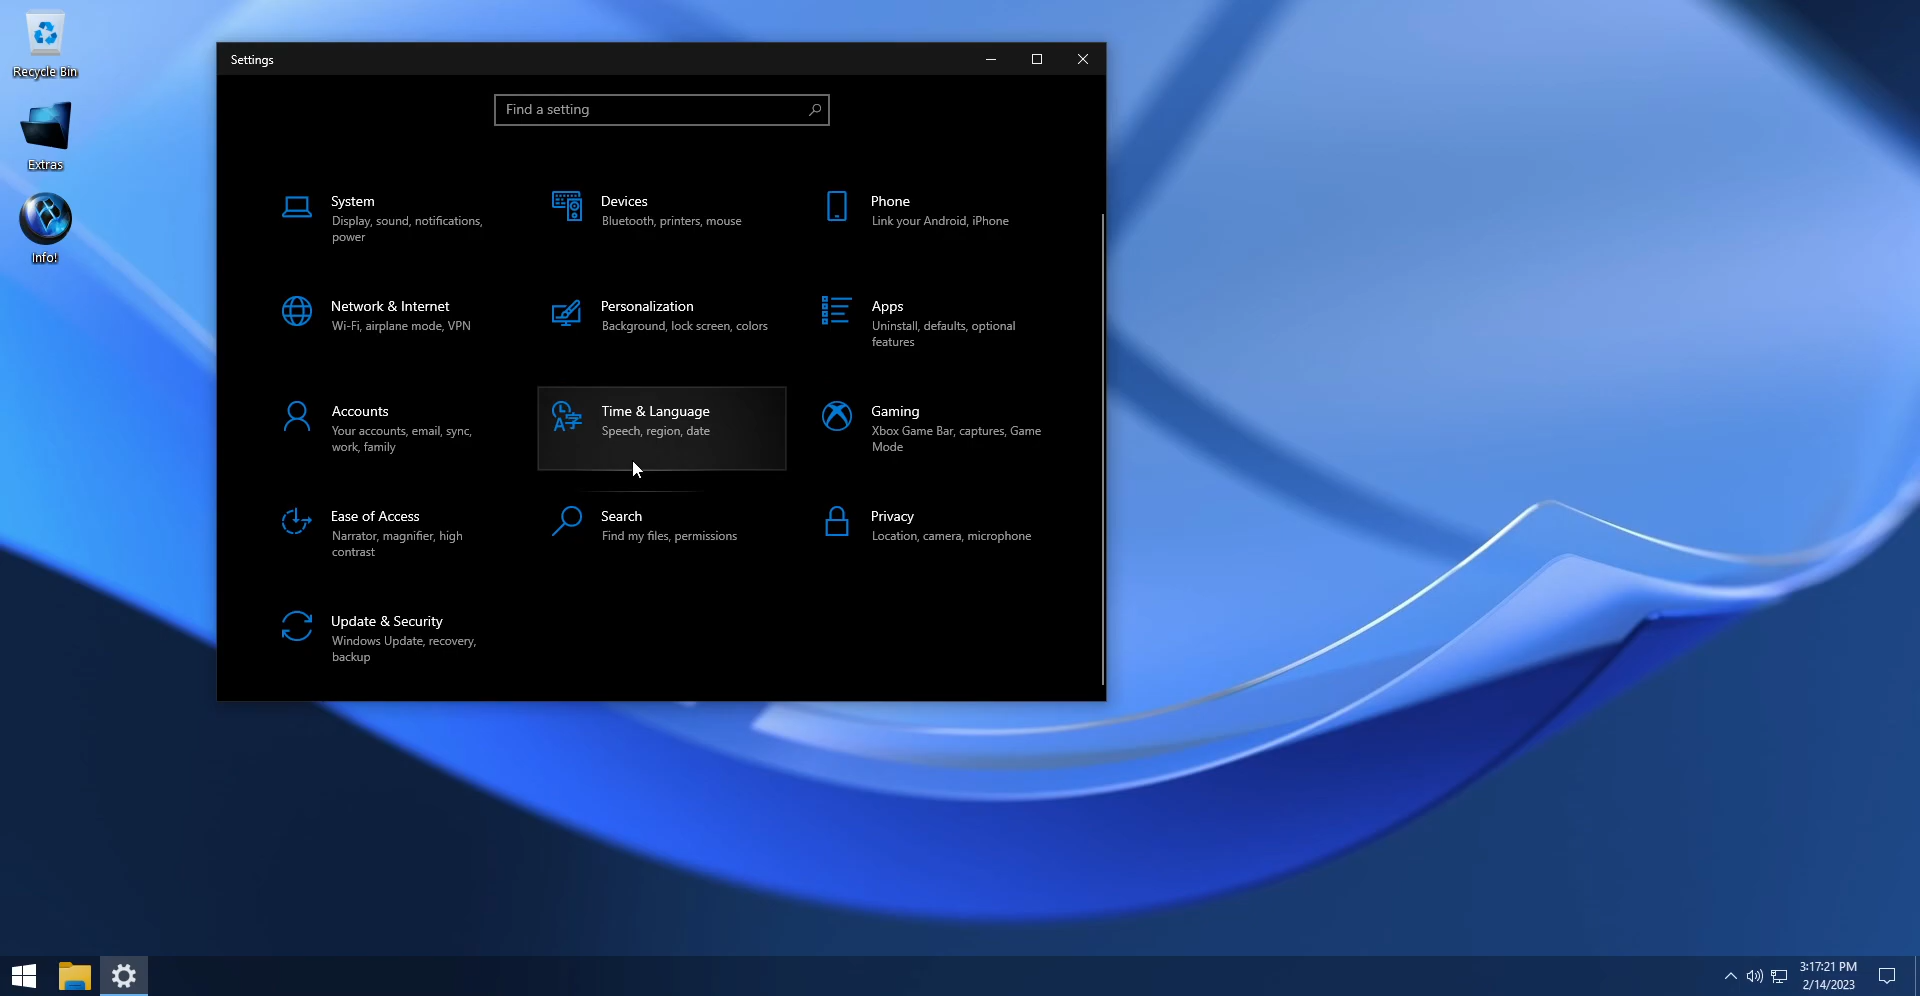 Recycle Bin
Extras
Info!
Settings
Find a setting
System
Display, sound, notifications,
power
Devices
Bluetooth, printers, mouse
Phone
Link your Android, iPhone
Network & Internet
Wi-Fi, airplane mode, VPN
Personalization
Background, lock screen, colors
Apps
Uninstall, defaults, optional
features
Accounts
Your accounts, email, sync,
work, family
Time & Language
Speech, region, date
Gaming
Xbox Game Bar, captures, Game
Mode
Ease of Access
Narrator, magnifier, high
contrast
Search
Find my files, permissions
Privacy
Location, camera, microphone
Update & Security
Windows Update, recovery,
backup
3:17:21 PM
2/14/2023